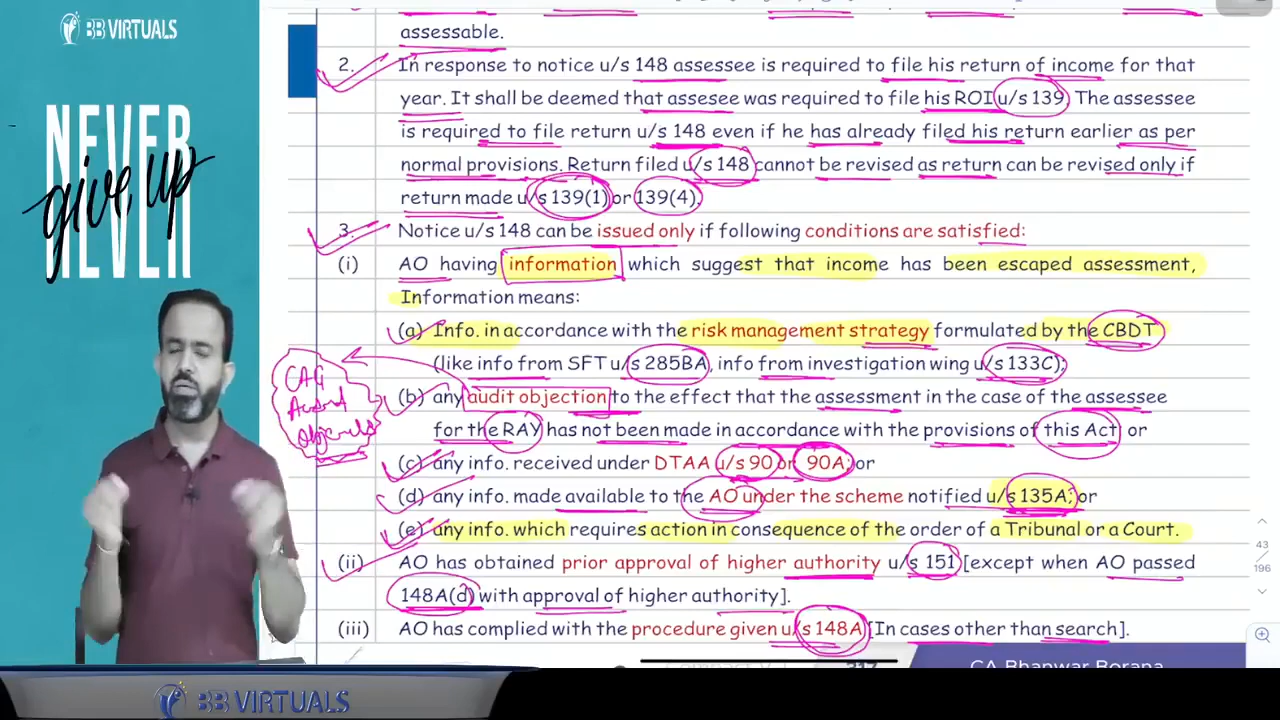 BB VIRTUALS
NEVER
give up
NEVER
assessable.
2. In response to notice u/s 148 assessee is required to file his return of income for that
year. It shall be deemed that assesee was required to file his ROI u/s 139. The assessee
is required to file return u/s 148 even if he has already filed his return earlier as per
normal provisions. Return filed u/s 148 cannot be revised as return can be revised only if
return made u/s 139(1) or 139(4).
3. Notice u/s 148 can be issued only if following conditions are satisfied:
(i) AO having information which suggest that income has been escaped assessment,
Information means:
(a) Info. in accordance with the risk management strategy formulated by the CBDT
(like info from SFT u/s 285BA, info from investigation wing u/s 133C);
(b) any audit objection to the effect that the assessment in the case of the assessee
for the RAY has not been made in accordance with the provisions of this Act; or
(c) any info. received under DTAA u/s 90 or 90A; or
(d) any info. made available to the AO under the scheme notified u/s 135A; or
(e) any info. which requires action in consequence of the order of a Tribunal or a Court.
(ii) AO has obtained prior approval of higher authority u/s 151 [except when AO passed
148A(d) with approval of higher authority].
(iii) AO has complied with the procedure given u/s 148A [In cases other than search].
CAG
Audit
43
196
317
CA Bhanwar Borana
BB VIRTUALS